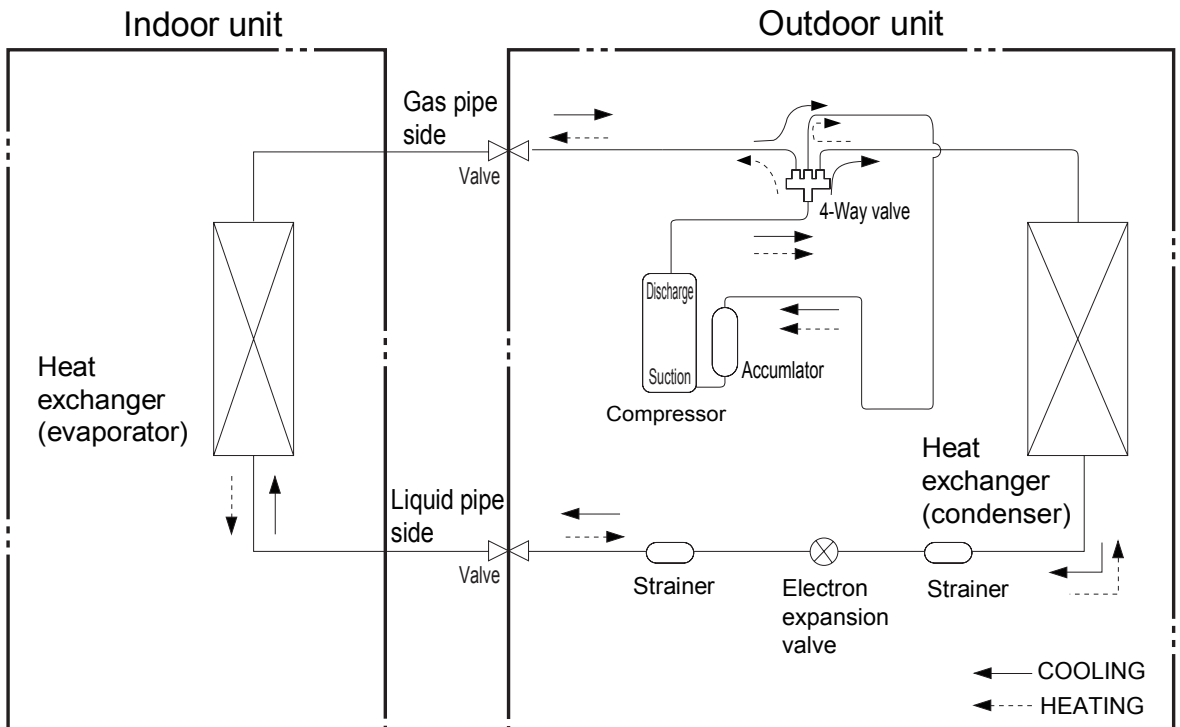 Indoor unit
Outdoor unit
Gas pipe
side
Valve
4-Way valve
Discharge
Suction
Accumlator
Compressor
Heat
exchanger
(evaporator)
Heat
exchanger
(condenser)
Liquid pipe
side
Valve
Strainer
Electron
expansion
valve
Strainer
COOLING
HEATING